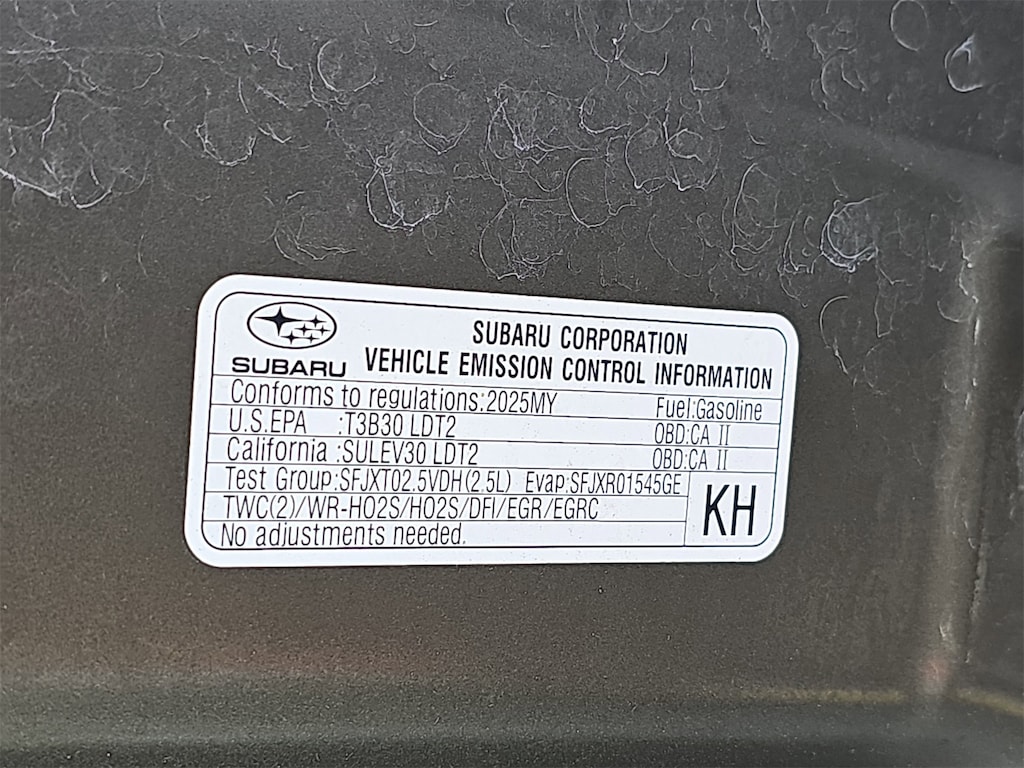 SUBARU
SUBARU CORPORATION
VEHICLE EMISSION CONTROL INFORMATION
Conforms to regulations:2025MY Fuel:Gasoline
U.S.EPA :T3B30 LDT2 OBD:CA II
California :SULEV30 LDT2 OBD:CA II
Test Group:SFJXT02.5VDH(2.5L) Evap:SFJXR01545GE
TWC(2)/WR-HO2S/HO2S/DFI/EGR/EGRC
No adjustments needed.
KH